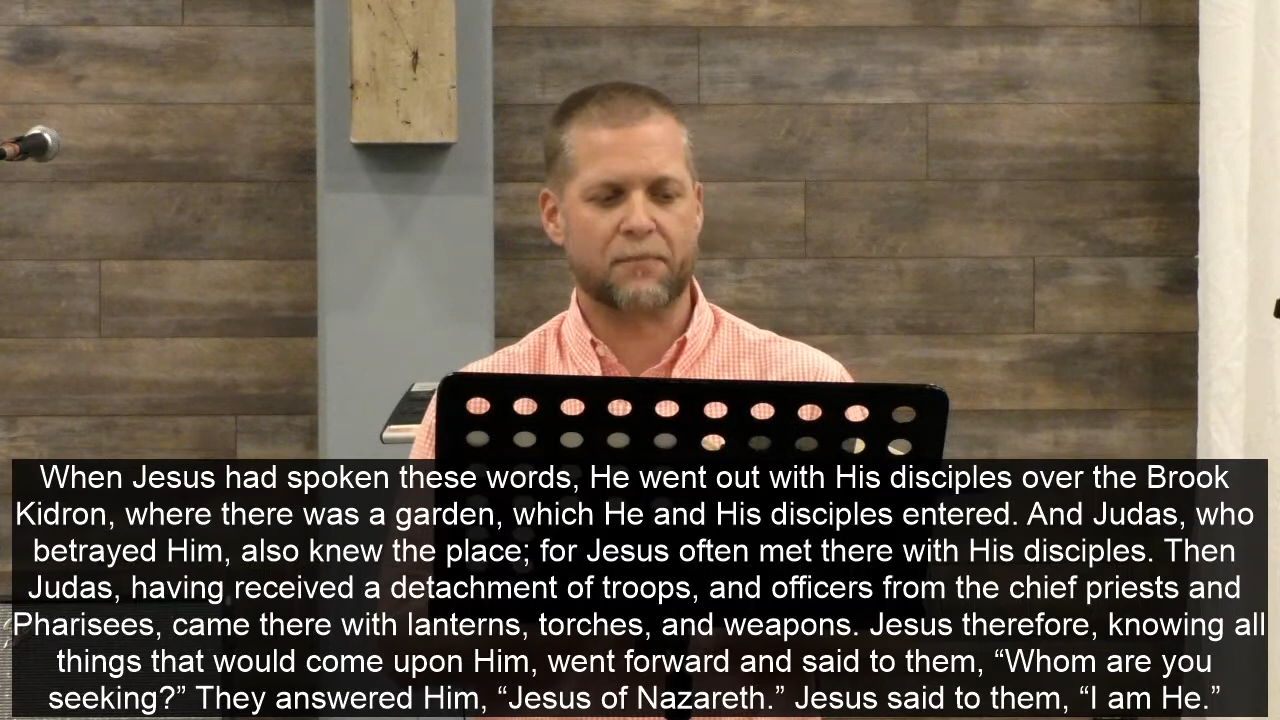 When Jesus had spoken these words, He went out with His disciples over the Brook
Kidron, where there was a garden, which He and His disciples entered. And Judas, who
betrayed Him, also knew the place; for Jesus often met there with His disciples. Then
Judas, having received a detachment of troops, and officers from the chief priests and
Pharisees, came there with lanterns, torches, and weapons. Jesus therefore, knowing all
things that would come upon Him, went forward and said to them, “Whom are you
seeking?” They answered Him, “Jesus of Nazareth.” Jesus said to them, “I am He.”